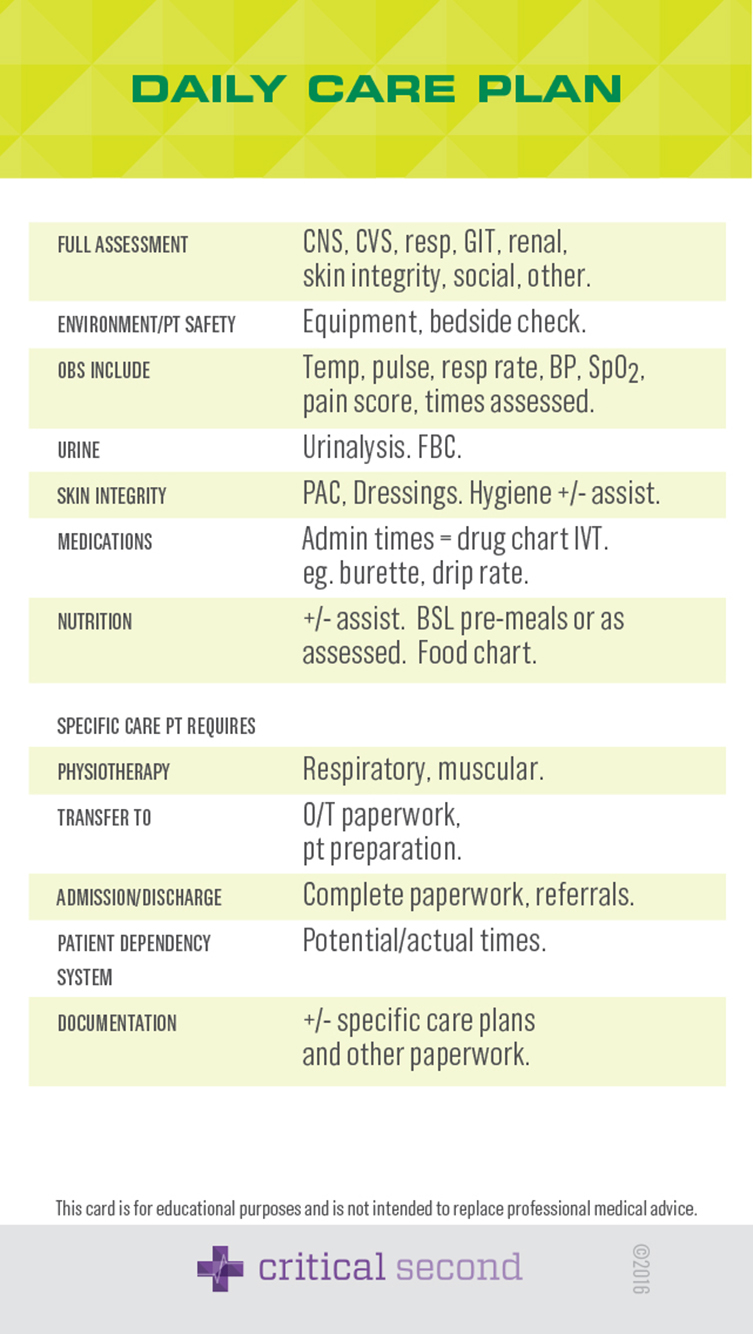 DAILY CARE PLAN
FULL ASSESSMENT CNS, CVS, resp, GIT, renal,
skin integrity, social, other.
ENVIRONMENT/PT SAFETY Equipment, bedside check.
OBS INCLUDE Temp, pulse, resp rate, BP, SpO₂,
pain score, times assessed.
URINE Urinalysis. FBC.
SKIN INTEGRITY PAC, Dressings. Hygiene +/- assist.
MEDICATIONS Admin times = drug chart IVT.
eg. burette, drip rate.
NUTRITION +/- assist. BSL pre-meals or as
assessed. Food chart.
SPECIFIC CARE PT REQUIRES
PHYSIOTHERAPY Respiratory, muscular.
TRANSFER TO O/T paperwork,
pt preparation.
ADMISSION/DISCHARGE Complete paperwork, referrals.
PATIENT DEPENDENCY Potential/actual times.
SYSTEM
DOCUMENTATION +/- specific care plans
and other paperwork.
This card is for educational purposes and is not intended to replace professional medical advice.
critical second
©2016